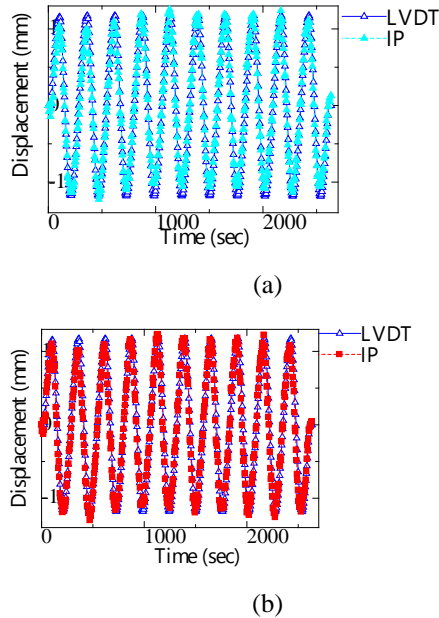 LVDT
IP
Displacement (mm)
1
0
-1
0 1000 2000
Time (sec)
(a)
LVDT
IP
Displacement (mm)
1
0
-1
0 1000 2000
Time (sec)
(b)